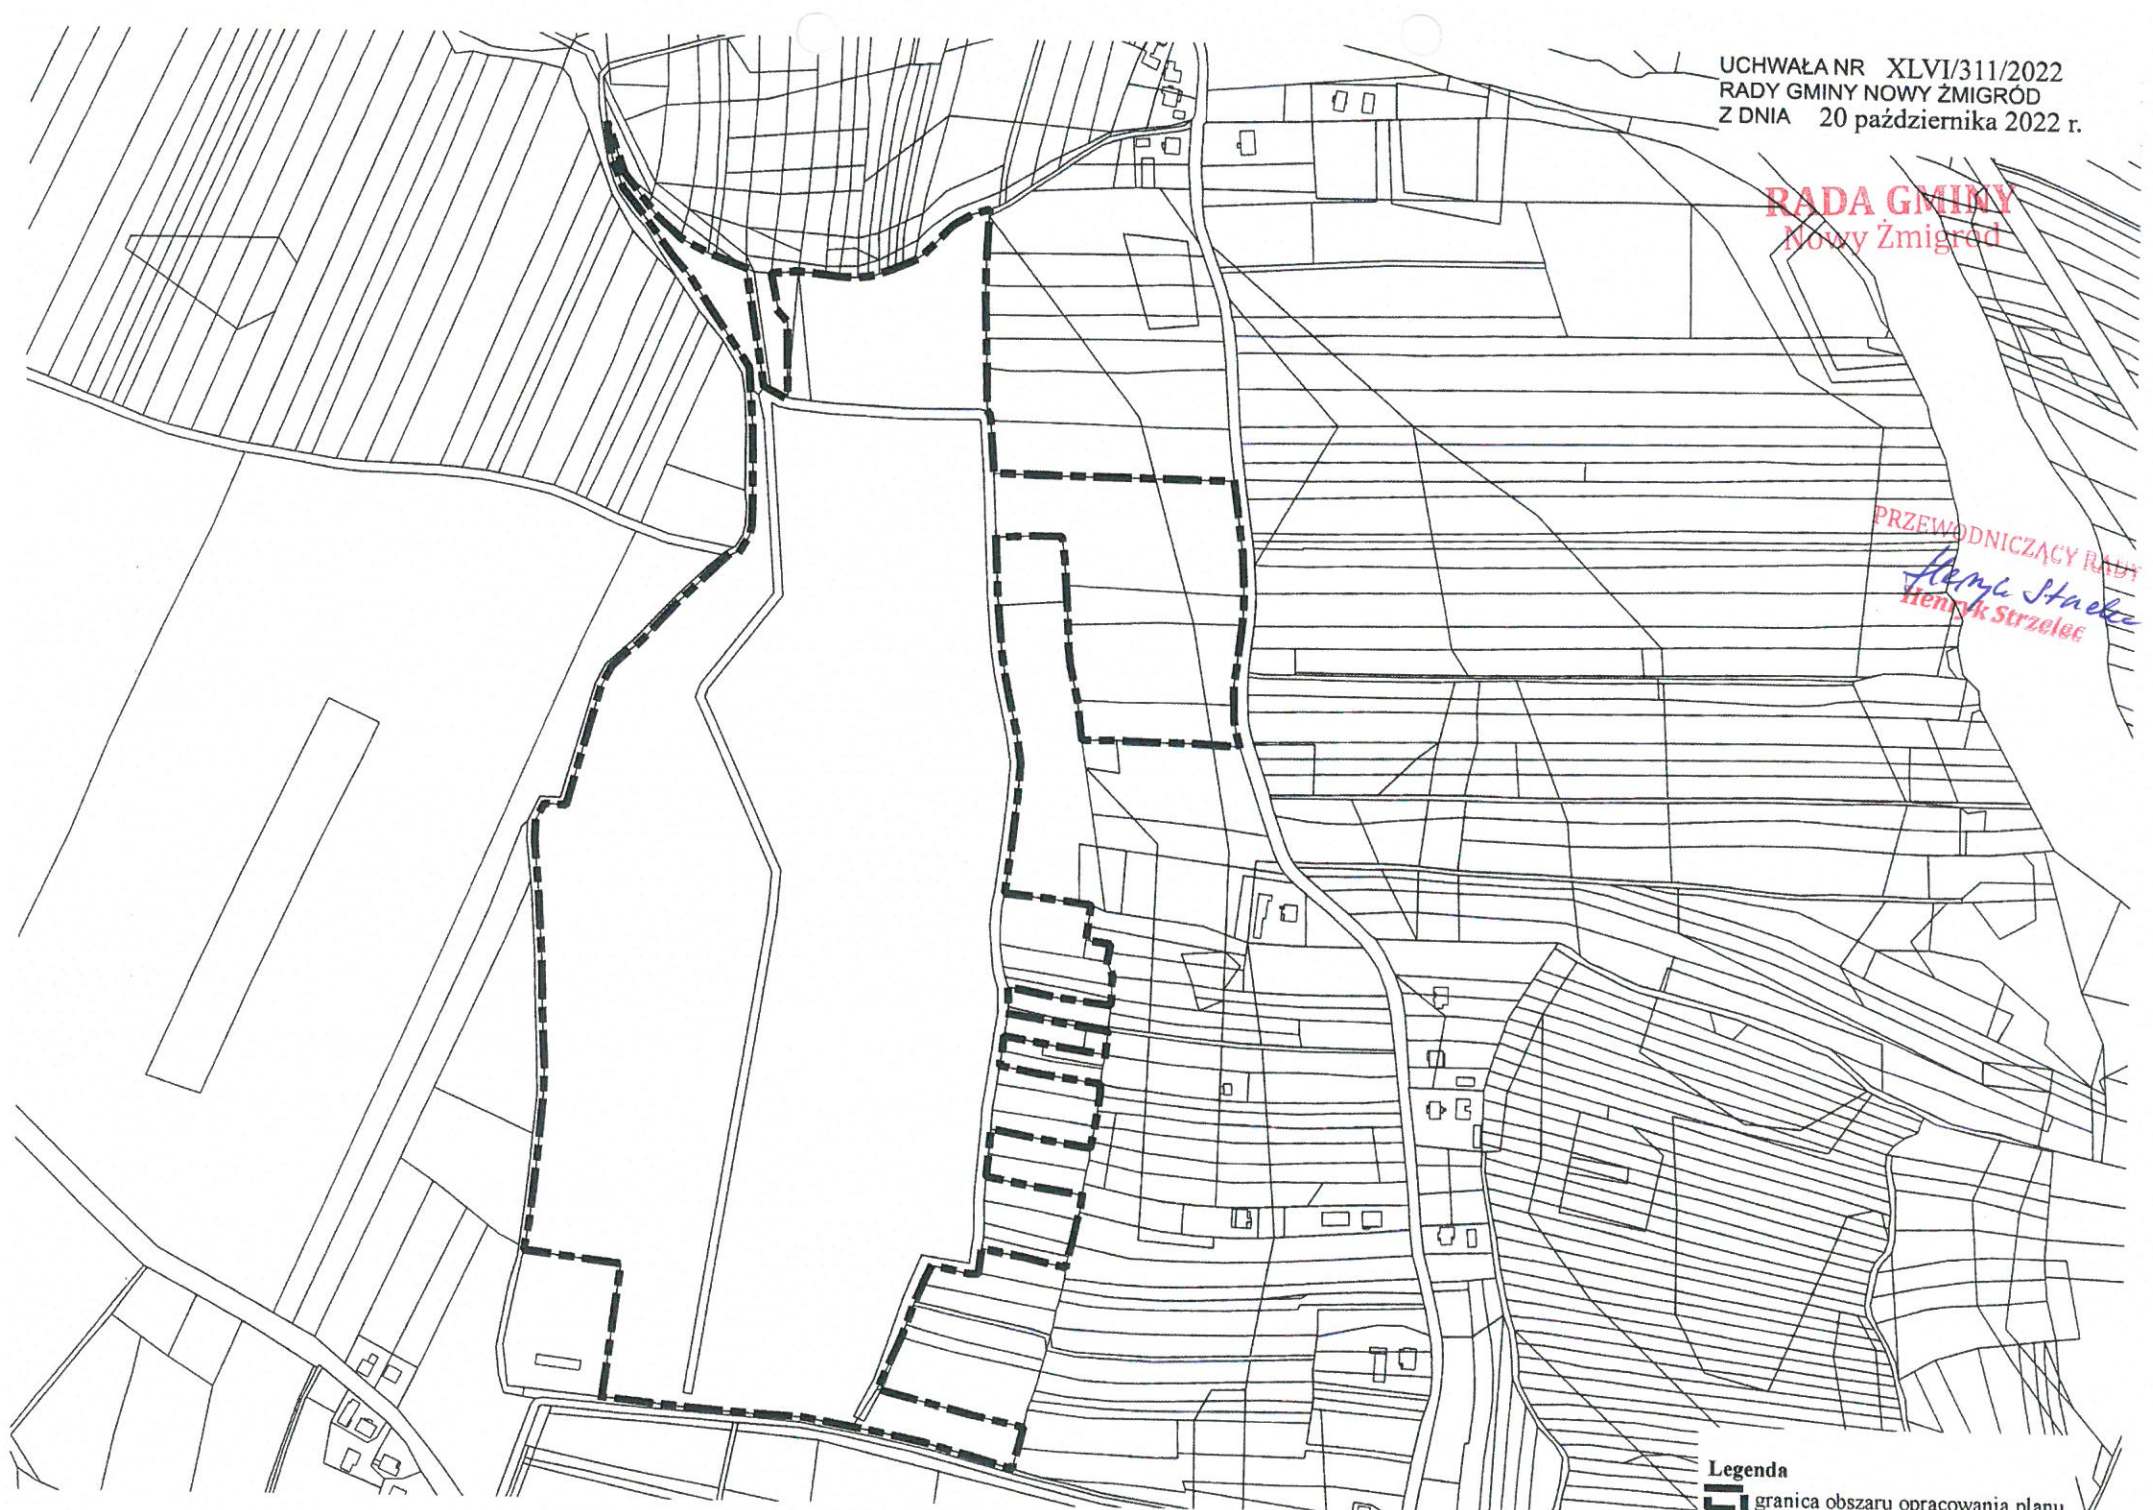 UCHWAŁA NR XLVI/311/2022
RADY GMINY NOWY ŻMIGRÓD
Z DNIA 20 października 2022 r.
RADA GMINY
Nowy Żmigród
PRZEWODNICZĄCY RADY
Henryk Strzelec
Legenda
granica obszaru opracowania planu